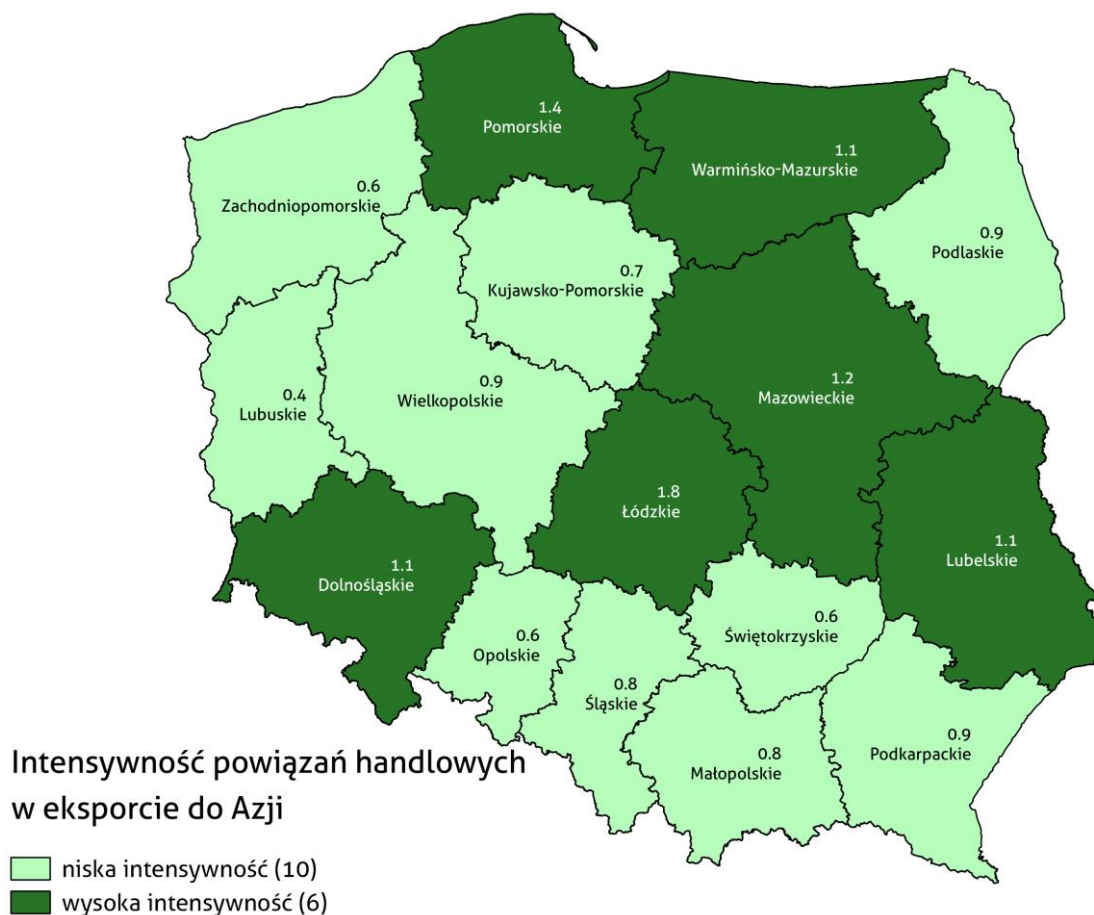 1.4
Pomorskie
1.1
Warmińsko-Mazurskie
0.6
Zachodniopomorskie
0.9
Podlaskie
0.7
Kujawsko-Pomorskie
0.4
Lubuskie
0.9
Wielkopolskie
1.2
Mazowieckie
1.8
Łódzkie
1.1
Lubelskie
1.1
Dolnośląskie
0.6
Opolskie
0.6
Świętokrzyskie
0.8
Śląskie
0.8
Małopolskie
0.9
Podkarpackie
Intensywność powiązań handlowych
w eksporcie do Azji
niska intensywność (10)
wysoka intensywność (6)